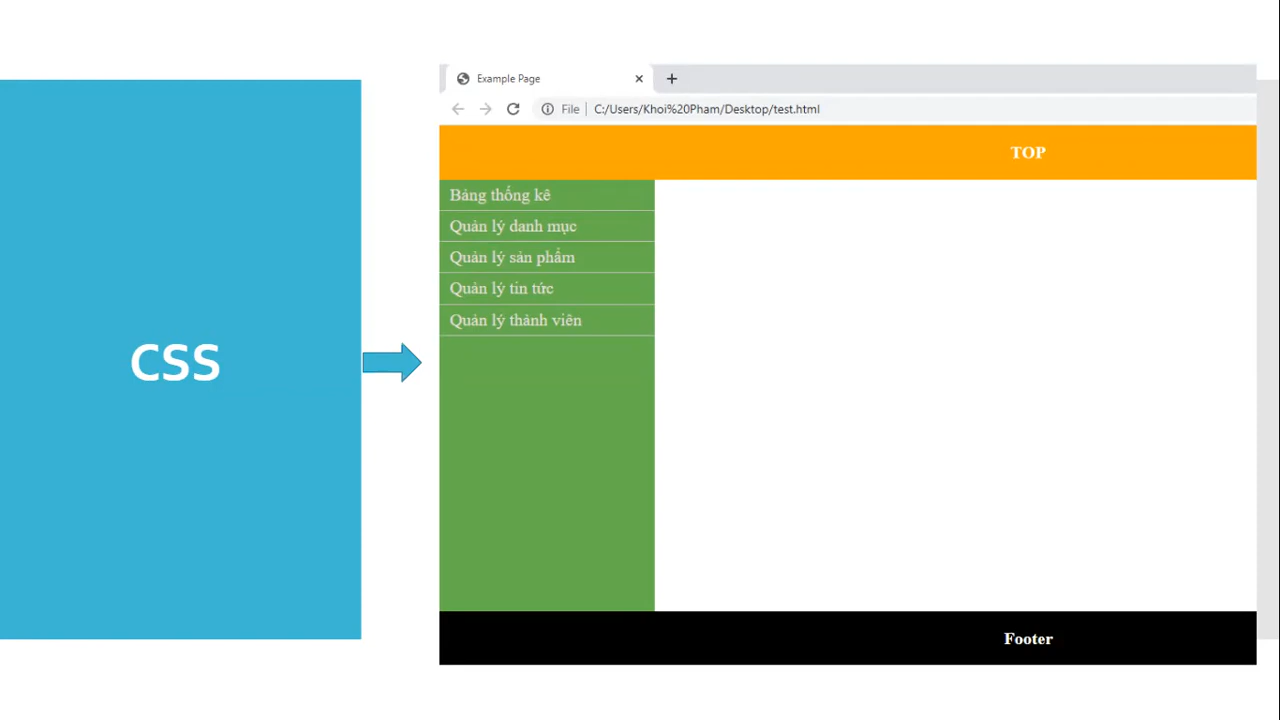 CSS
Example Page
File C:/Users/Khoi%20Pham/Desktop/test.html
TOP
Bảng thống kê
Quản lý danh mục
Quản lý sản phẩm
Quản lý tin tức
Quản lý thành viên
Footer